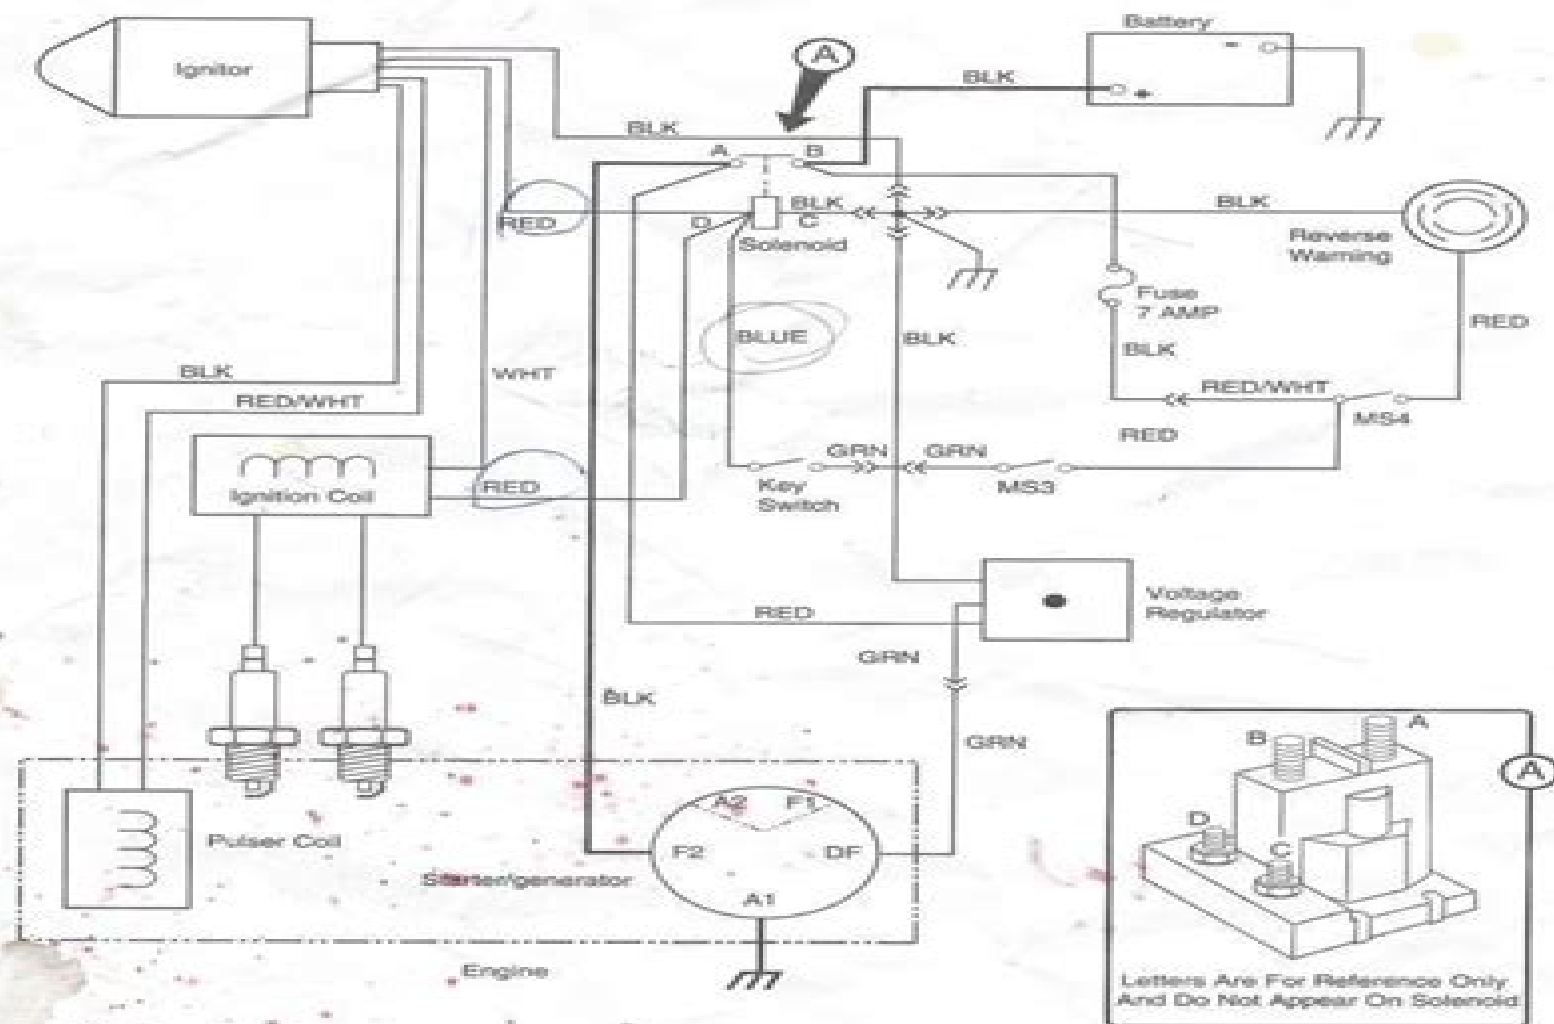 Battery
-
+
Ignitor
A
BLK
BLK
A
B
RED
D
BLK
C
BLK
Solenoid
Reverse
Warning
Fuse
7 AMP
RED
BLUE
BLK
BLK
BLK
WHT
RED/WHT
RED/WHT
MS4
RED
GRN
GRN
Ignition Coil
RED
Key
Switch
MS3
RED
Voltage
Regulator
GRN
BLK
GRN
A
B
A
D
C
A2
F1
F2
DF
A1
Pulser Coil
Starter/generator
Engine
Letters Are For Reference Only
And Do Not Appear On Solenoid